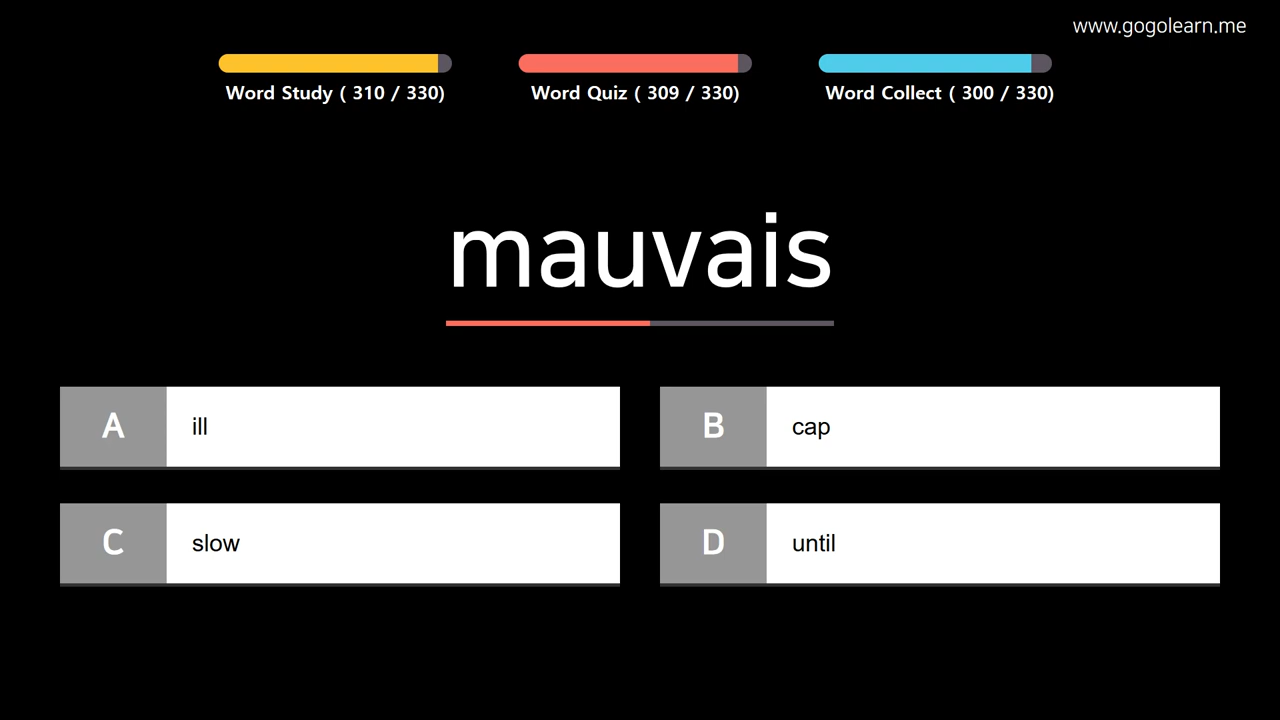 www.gogolearn.me
Word Study ( 310 / 330)
Word Quiz ( 309 / 330)
Word Collect ( 300 / 330)
mauvais
A ill
B cap
C slow
D until